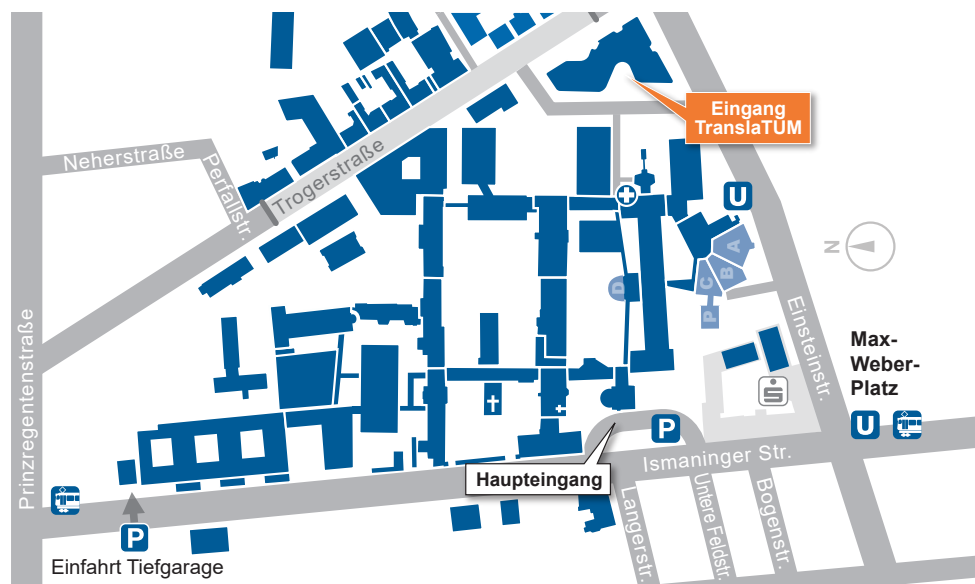 Eingang
TranslaTUM
Neherstraße
Perfallstr.
Trogerstraße
U
N
A
B
C
D
P
Prinzregentenstraße
Einsteinstr.
Max-
Weber-
Platz
S
U
P
Ismaninger Str.
Haupteingang
Langerstr.
Untere Feldstr.
Bogenstr.
P
Einfahrt Tiefgarage